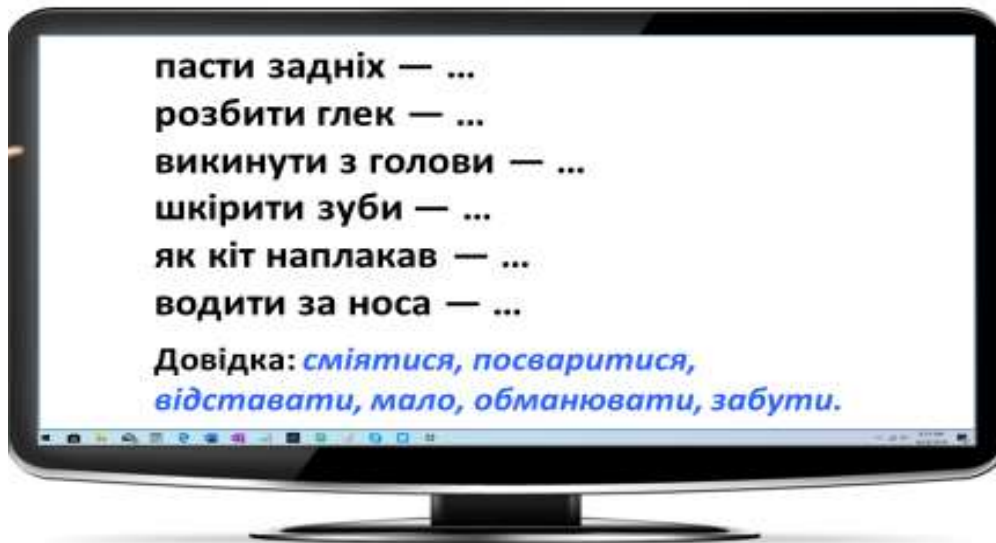 пасти задніх — ...
розбити глек — ...
викинути з голови — ...
шкірити зуби — ...
як кіт наплакав — ...
водити за носа — ...
Довідка: сміятися, посваритися,
відставати, мало, обманювати, забути.